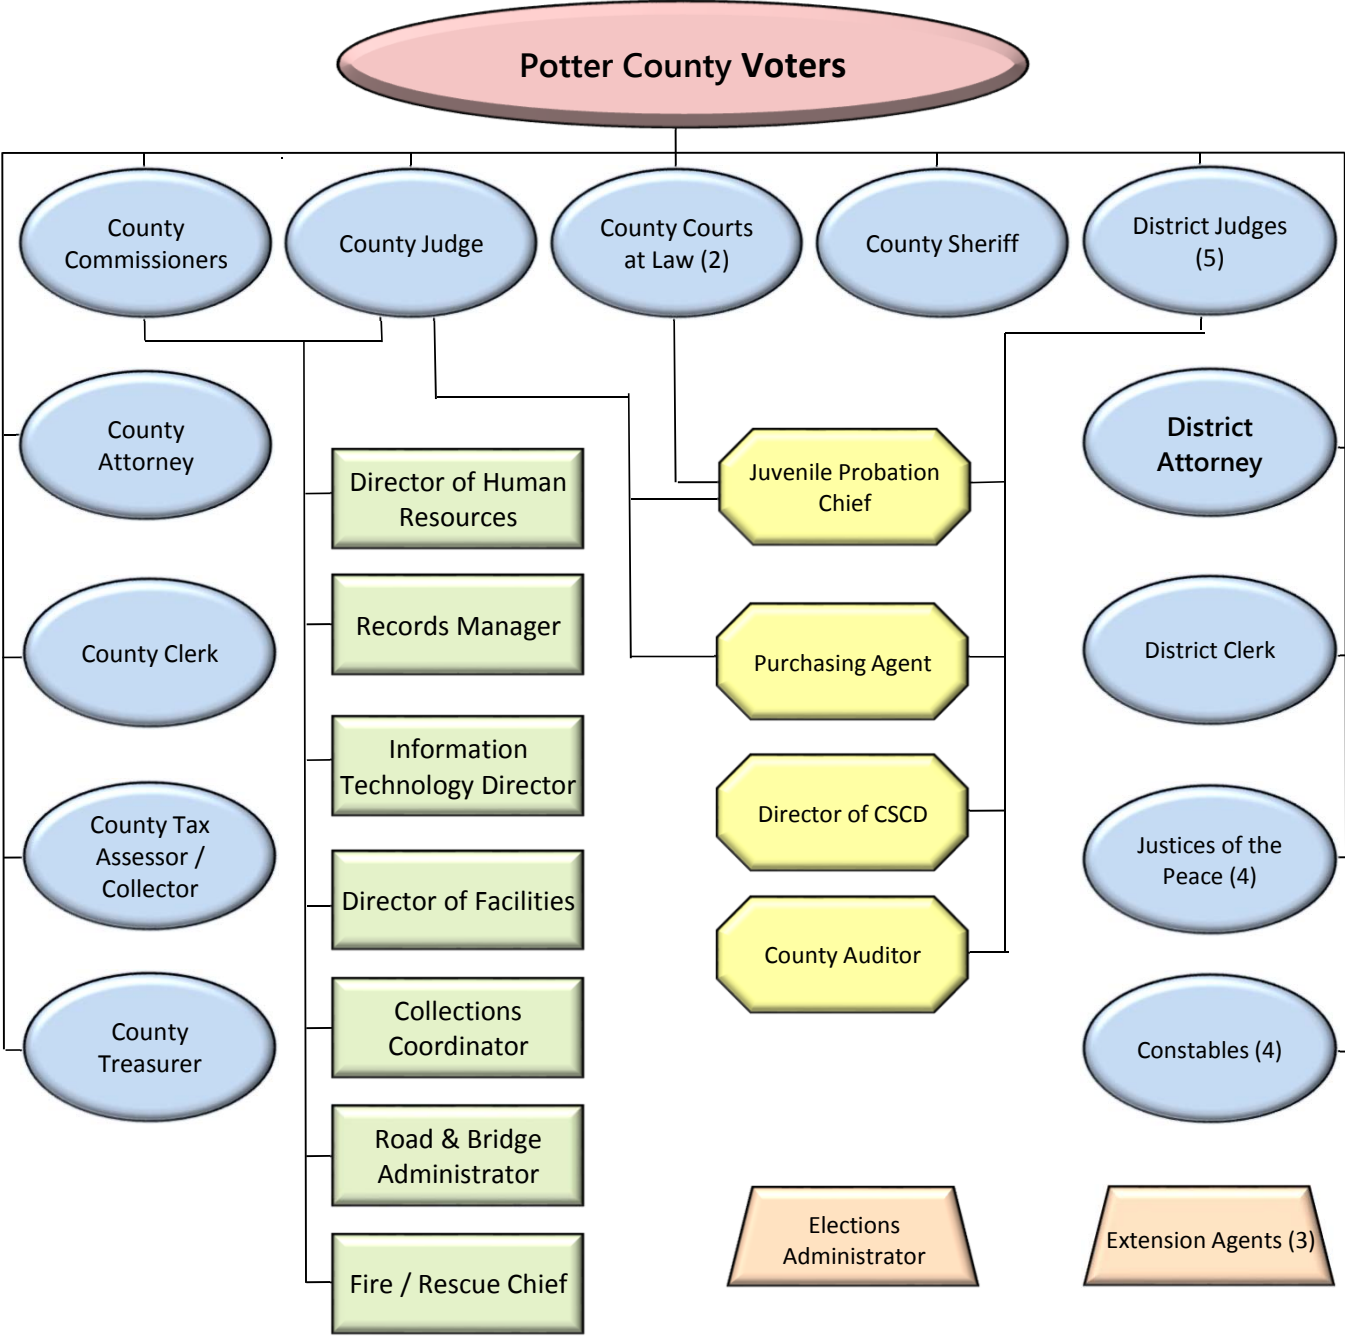 Potter County Voters
County
Commissioners
County Judge
County Courts
at Law (2)
County Sheriff
District Judges
(5)
County
Attorney
District
Attorney
Director of Human
Resources
Juvenile Probation
Chief
County Clerk
Records Manager
Purchasing Agent
District Clerk
Information
Technology Director
Director of CSCD
County Tax
Assessor /
Collector
Justices of the
Peace (4)
Director of Facilities
County Auditor
Collections
Coordinator
County
Treasurer
Constables (4)
Road & Bridge
Administrator
Elections
Administrator
Extension Agents (3)
Fire / Rescue Chief